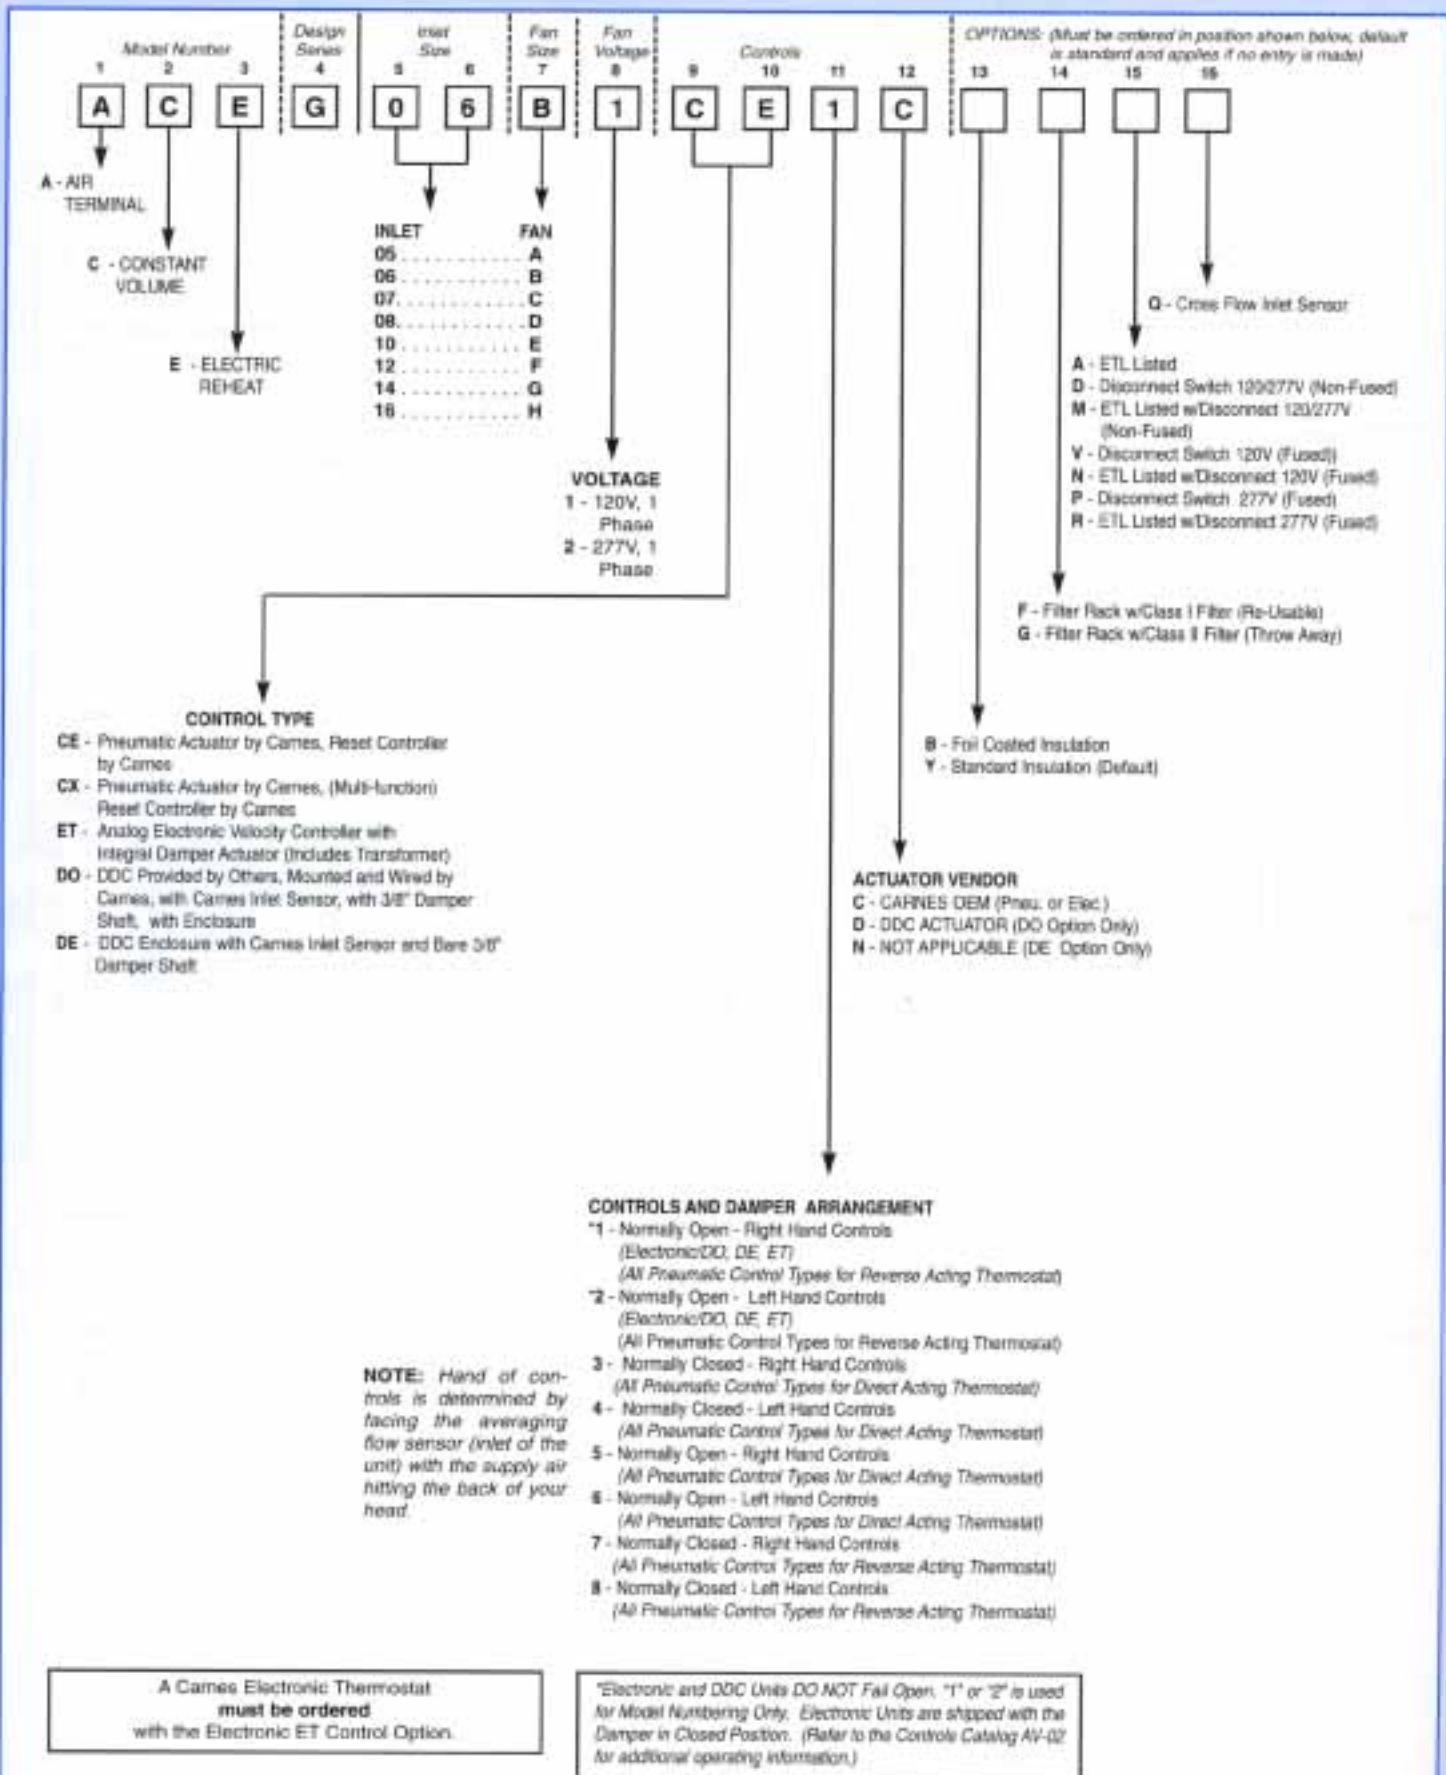 Model Number
Design Series
Inlet Size
Fan Size
Fan Voltage
Controls
OPTIONS: (Must be ordered in position shown below, default
is standard and applies if no entry is made)
1 2 3 4 5 6 7 8 9 10 11 12 13 14 15 16
A C E G 0 6 B 1 C E 1 C
A - AIR
TERMINAL
C - CONSTANT
VOLUME
E - ELECTRIC
REHEAT
INLET FAN
05 . . . . . . . . . . . A
06 . . . . . . . . . . . B
07. . . . . . . . . . . . C
08. . . . . . . . . . . . D
10 . . . . . . . . . . . E
12 . . . . . . . . . . . F
14 . . . . . . . . . . . G
16 . . . . . . . . . . . H
VOLTAGE
1 - 120V, 1
Phase
2 - 277V, 1
Phase
Q - Cross Flow Inlet Sensor
A - ETL Listed
D - Disconnect Switch 120/277V (Non-Fused)
M - ETL Listed w/Disconnect 120/277V
(Non-Fused)
V - Disconnect Switch 120V (Fused))
N - ETL Listed w/Disconnect 120V (Fused)
P - Disconnect Switch 277V (Fused)
R - ETL Listed w/Disconnect 277V (Fused)
F - Filter Rack w/Class I Filter (Re-Usable)
G - Filter Rack w/Class II Filter (Throw Away)
B - Foil Coated Insulation
Y - Standard Insulation (Default)
CONTROL TYPE
CE - Pneumatic Actuator by Carnes, Reset Controller
by Carnes
CX - Pneumatic Actuator by Carnes, (Multi-function)
Reset Controller by Carnes
ET - Analog Electronic Velocity Controller with
Integral Damper Actuator (Includes Transformer)
DO - DDC Provided by Others, Mounted and Wired by
Carnes, with Carnes Inlet Sensor, with 3/8" Damper
Shaft, with Enclosure
DE - DDC Enclosure with Carnes Inlet Sensor and Bare 3/8"
Damper Shaft
ACTUATOR VENDOR
C - CARNES OEM (Pneu. or Elec.)
D - DDC ACTUATOR (DO Option Only)
N - NOT APPLICABLE (DE Option Only)
CONTROLS AND DAMPER ARRANGEMENT
*1 - Normally Open - Right Hand Controls
(Electronic/DO, DE, ET)
(All Pneumatic Control Types for Reverse Acting Thermostat)
*2 - Normally Open - Left Hand Controls
(Electronic/DO, DE, ET)
(All Pneumatic Control Types for Reverse Acting Thermostat)
3 - Normally Closed - Right Hand Controls
(All Pneumatic Control Types for Direct Acting Thermostat)
4 - Normally Closed - Left Hand Controls
(All Pneumatic Control Types for Direct Acting Thermostat)
5 - Normally Open - Right Hand Controls
(All Pneumatic Control Types for Direct Acting Thermostat)
6 - Normally Open - Left Hand Controls
(All Pneumatic Control Types for Direct Acting Thermostat)
7 - Normally Closed - Right Hand Controls
(All Pneumatic Control Types for Reverse Acting Thermostat)
8 - Normally Closed - Left Hand Controls
(All Pneumatic Control Types for Reverse Acting Thermostat)
NOTE: Hand of con-
trols is determined by
facing the averaging
flow sensor (inlet of the
unit) with the supply air
hitting the back of your
head.
A Carnes Electronic Thermostat
must be ordered
with the Electronic ET Control Option.
*Electronic and DDC Units DO NOT Fail Open. "1" or "2" is used
for Model Numbering Only. Electronic Units are shipped with the
Damper in Closed Position. (Refer to the Controls Catalog AV-02
for additional operating information.)